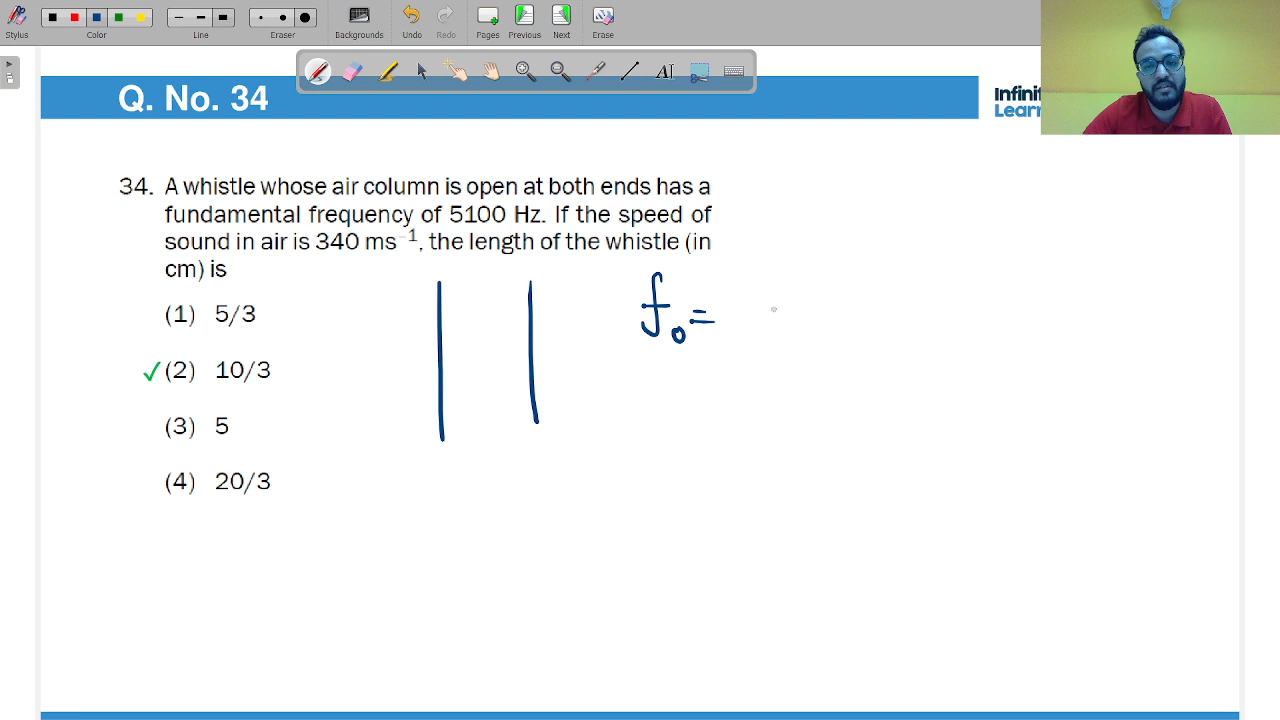 Stylus
Color
Line
Eraser
Backgrounds
Undo
Redo
Pages
Previous
Next
Erase
Q. No. 34
Infini
Lear
34. A whistle whose air column is open at both ends has a
fundamental frequency of 5100 Hz. If the speed of
sound in air is 340 ms⁻¹, the length of the whistle (in
cm) is
(1) 5/3
✓(2) 10/3
(3) 5
(4) 20/3
f₀=